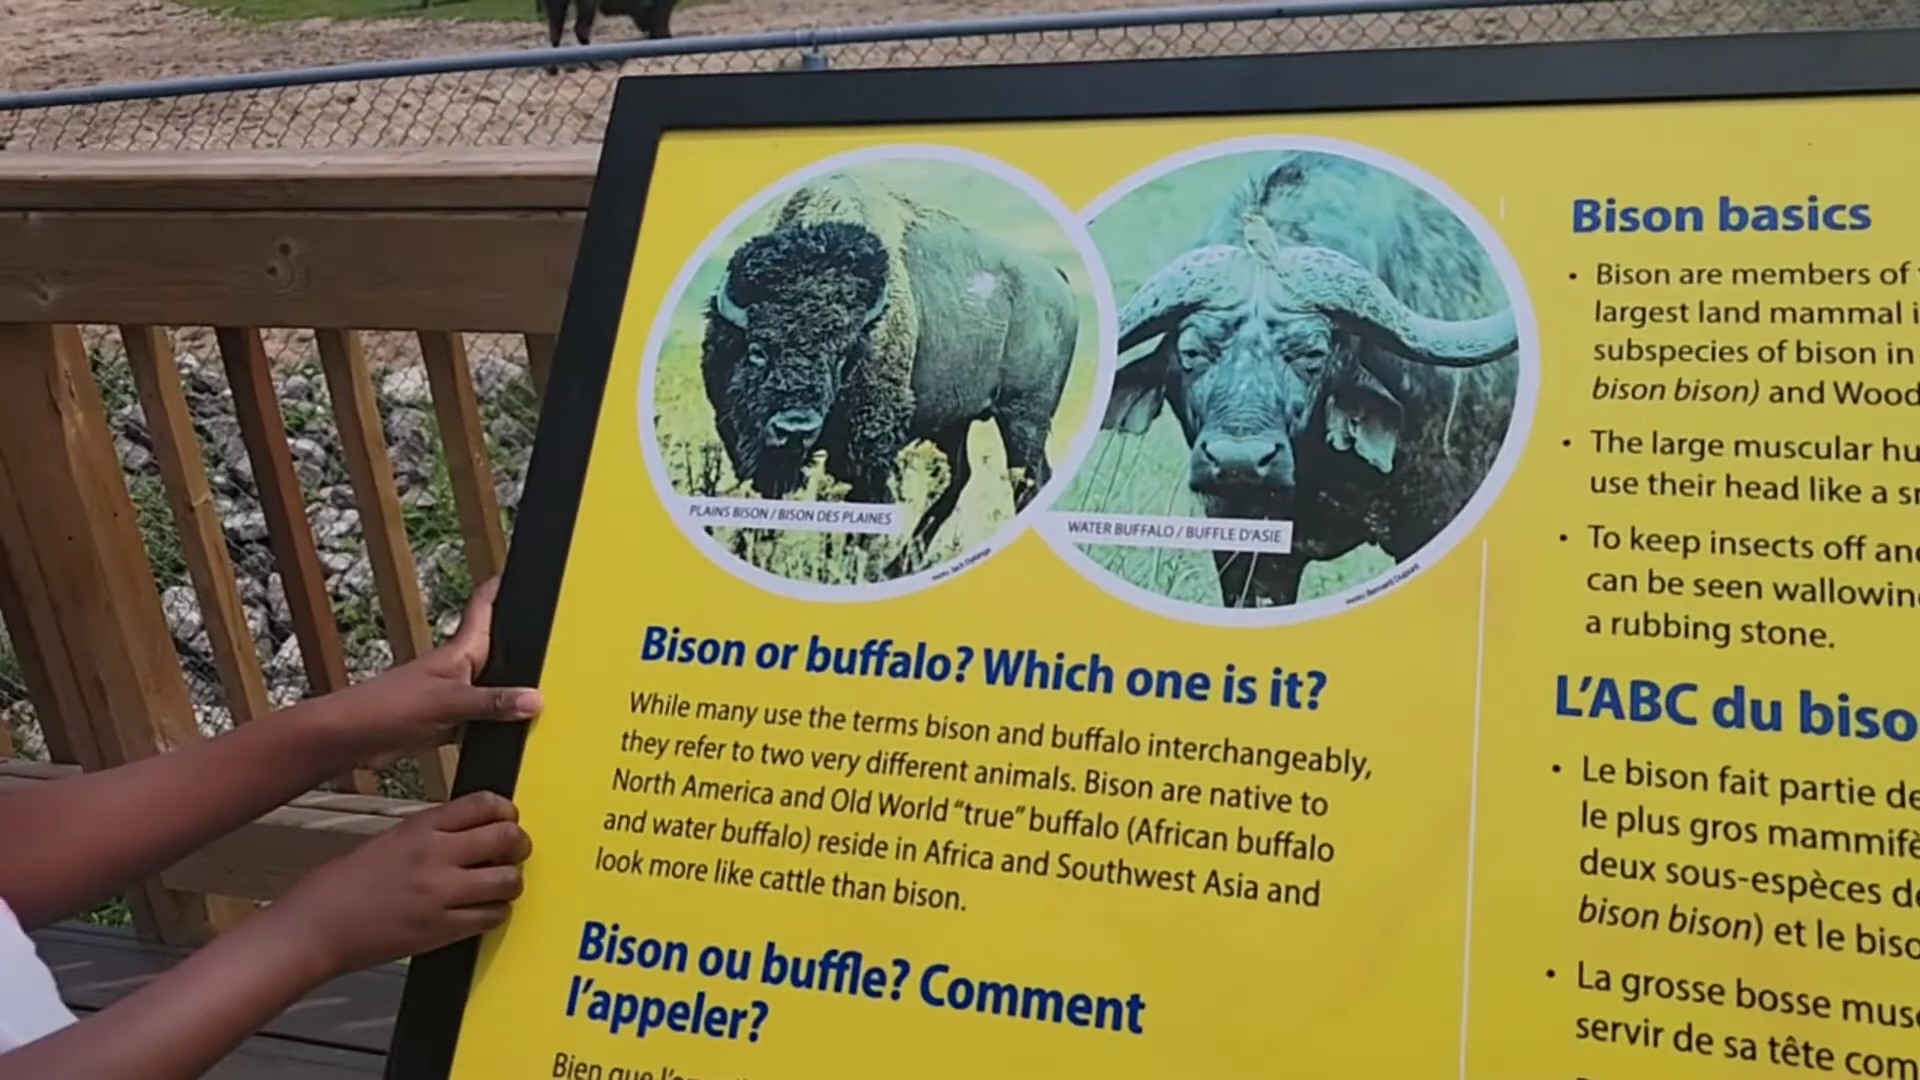 PLAINS BISON / BISON DES PLAINES
WATER BUFFALO / BUFFLE D'ASIE
Bison or buffalo? Which one is it?
While many use the terms bison and buffalo interchangeably,
they refer to two very different animals. Bison are native to
North America and Old World “true” buffalo (African buffalo
and water buffalo) reside in Africa and Southwest Asia and
look more like cattle than bison.
Bison ou buffle? Comment
l’appeler?
Bien que
Bison basics
• Bison are members of
largest land mammal
subspecies of bison in
bison bison) and Wood
• The large muscular
use their head like a
• To keep insects off
can be seen
a rubbing stone.
L’ABC du
• Le bison fait partie
le plus gros
deux sous-espèces
bison bison) et le
• La grosse bosse
servir de sa tête